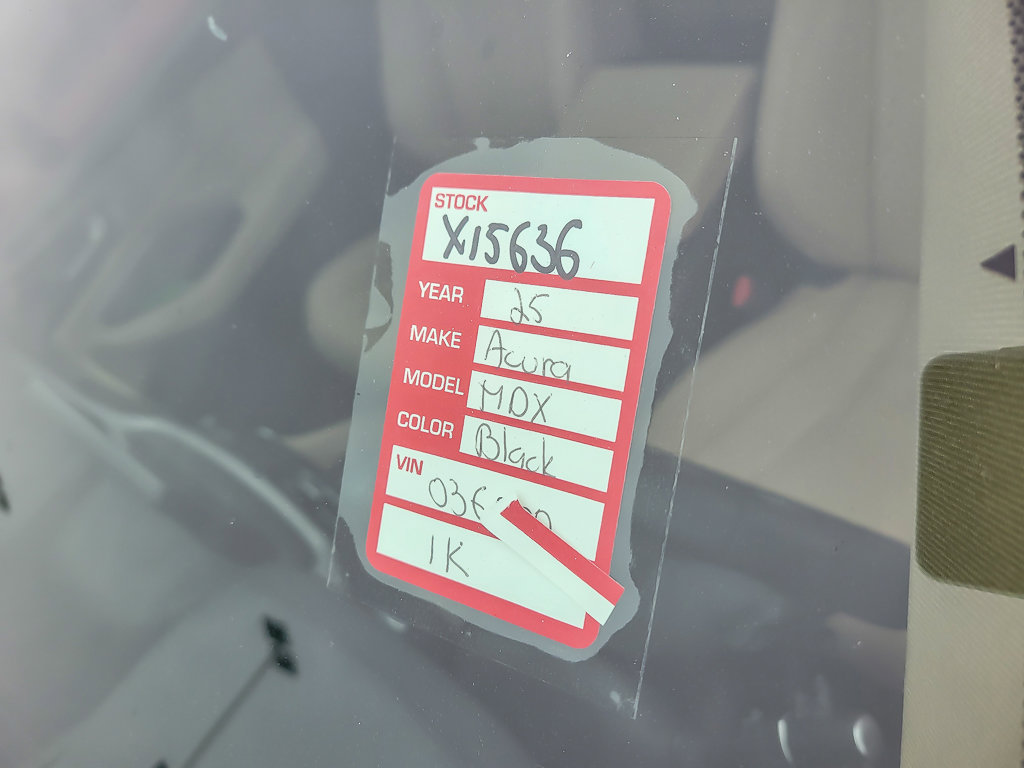 STOCK
X15636
YEAR 25
MAKE Acura
MODEL MDX
COLOR Black
VIN
1K